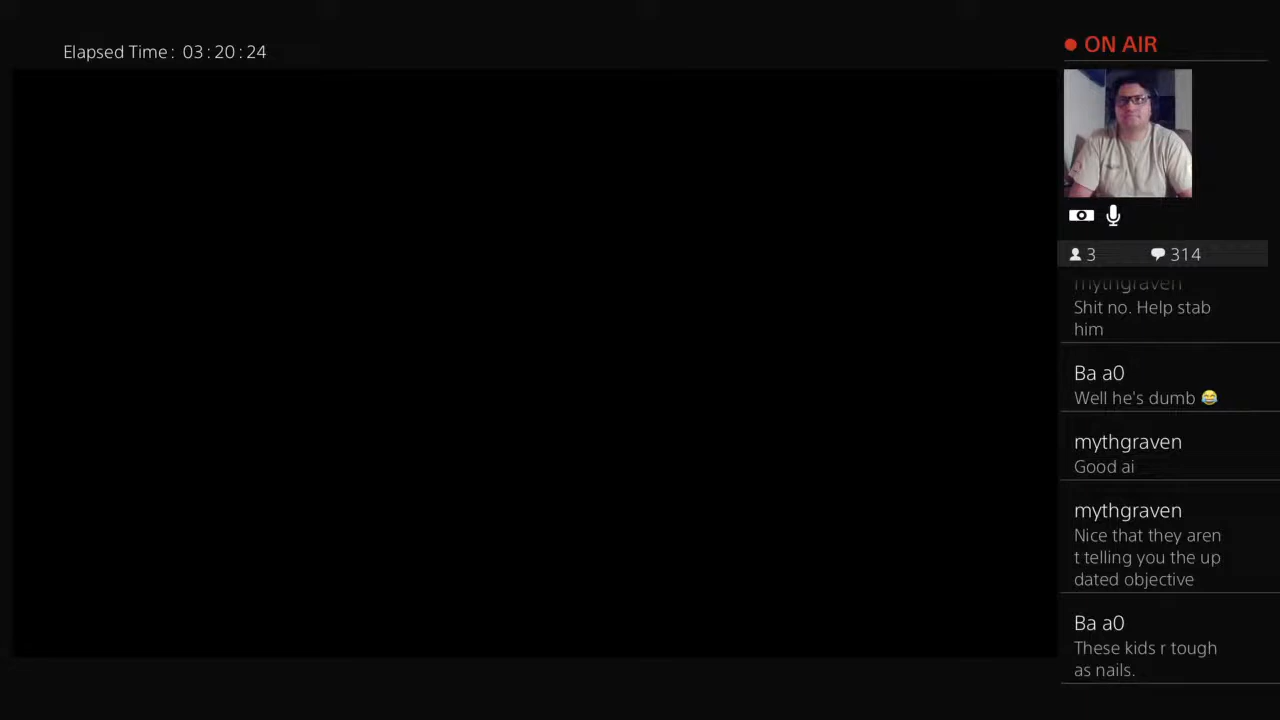 Elapsed Time: 03:20:24
ON AIR
3 314
mythgraven
Shit no. Help stab
him
Ba a0
Well he's dumb 😂
mythgraven
Good ai
mythgraven
Nice that they aren
t telling you the up
dated objective
Ba a0
These kids r tough
as nails.